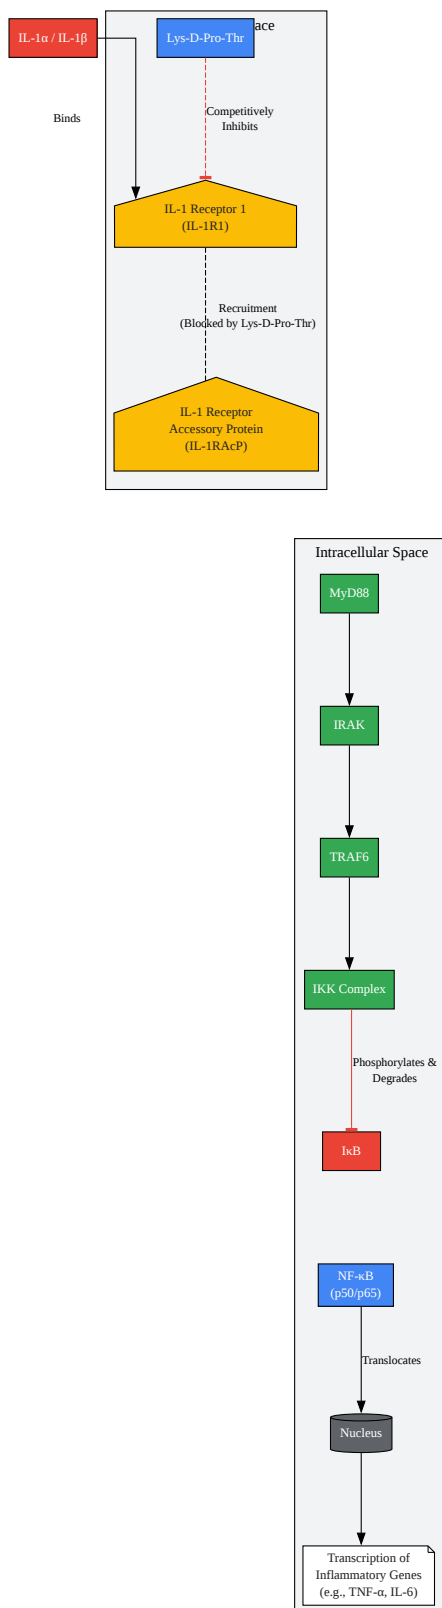 IL-1α / IL-1β
Lys-D-Pro-Thr
Binds
Competitively
Inhibits
IL-1 Receptor 1
(IL-1R1)
Recruitment
(Blocked by Lys-D-Pro-Thr)
IL-1 Receptor
Accessory Protein
(IL-1RAcP)
Intracellular Space
MyD88
IRAK
TRAF6
IKK Complex
Phosphorylates &
Degrades
IκB
NF-κB
(p50/p65)
Translocates
Nucleus
Transcription of
Inflammatory Genes
(e.g., TNF-α, IL-6)